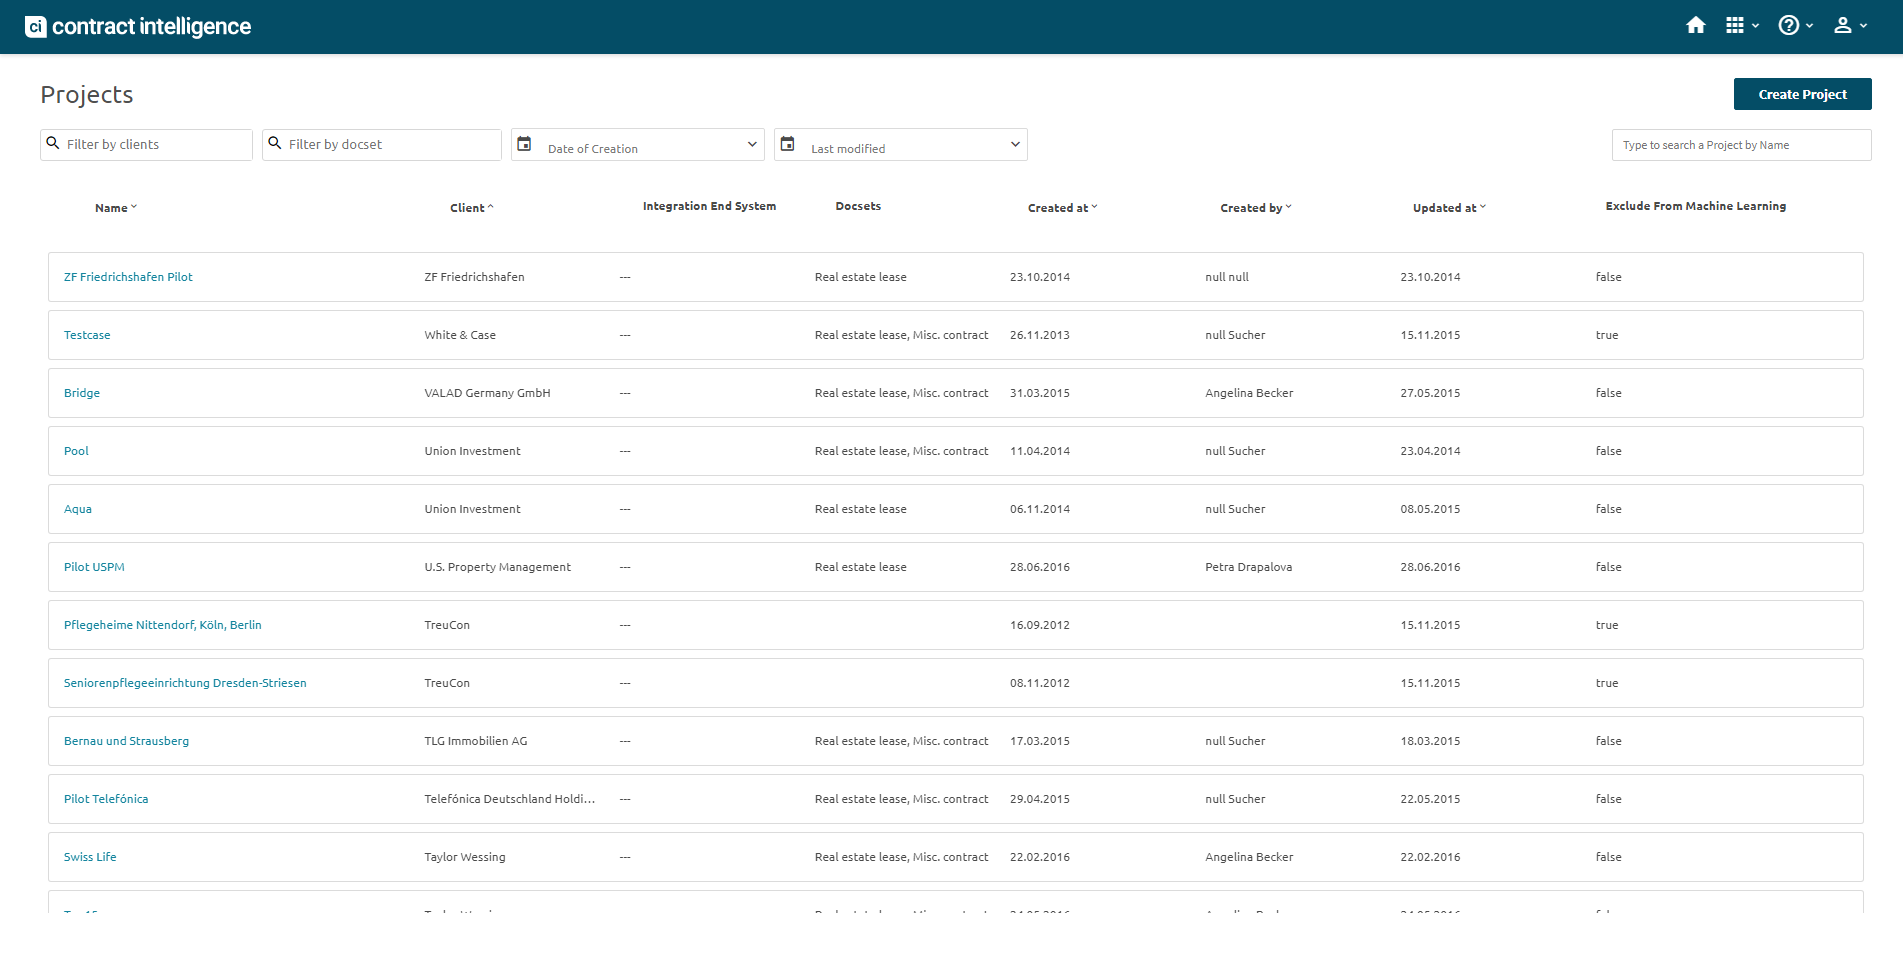 ci contract intelligence
Projects
Create Project
Filter by clients Filter by docset Date of Creation Last modified Type to search a Project by Name
Name Client Integration End System Docsets Created at Created by Updated at Exclude From Machine Learning
ZF Friedrichshafen Pilot ZF Friedrichshafen --- Real estate lease 23.10.2014 null null 23.10.2014 false
Testcase White & Case --- Real estate lease, Misc. contract 26.11.2013 null Sucher 15.11.2015 true
Bridge VALAD Germany GmbH --- Real estate lease, Misc. contract 31.03.2015 Angelina Becker 27.05.2015 false
Pool Union Investment --- Real estate lease, Misc. contract 11.04.2014 null Sucher 23.04.2014 false
Aqua Union Investment --- Real estate lease 06.11.2014 null Sucher 08.05.2015 false
Pilot USPM U.S. Property Management --- Real estate lease 28.06.2016 Petra Drapalova 28.06.2016 false
Pflegeheime Nittendorf, Köln, Berlin TreuCon --- 16.09.2012 15.11.2015 true
Seniorenpflegeeinrichtung Dresden-Striesen TreuCon --- 08.11.2012 15.11.2015 true
Bernau und Strausberg TLG Immobilien AG --- Real estate lease, Misc. contract 17.03.2015 null Sucher 18.03.2015 false
Pilot Telefónica Telefónica Deutschland Holdi... --- Real estate lease, Misc. contract 29.04.2015 null Sucher 22.05.2015 false
Swiss Life Taylor Wessing --- Real estate lease, Misc. contract 22.02.2016 Angelina Becker 22.02.2016 false